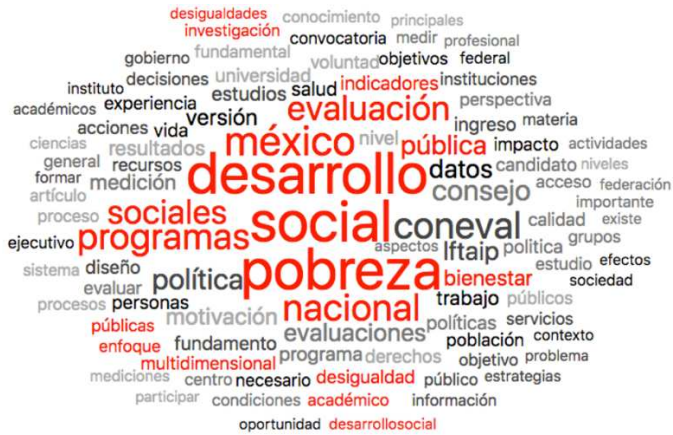 desigualdades conocimiento principales
investigación convocatoria medir profesional
gobierno fundamental voluntad objetivos federal
instituto decisiones universidad estudios salud indicadores instituciones
académicos experiencia versión evaluación perspectiva
acciones vida méxico nivel pública ingreso materia
ciencias resultados impacto actividades
general recursos desarrollo datos candidato niveles
formar medición consejo acceso federación
artículo importante
proceso sociales social coneval calidad existe
ejecutivo programas aspectos lftaip politica grupos
sistema diseño política pobreza bienestar estudio efectos
evaluar sociedad
procesos personas nacional trabajo públicos
públicas motivación evaluaciones políticas servicios
enfoque fundamento población contexto
multidimensional programa derechos objetivo problema
mediciones centro necesario desigualdad público estrategias
participar condiciones académico información
oportunidad desarrollosocial